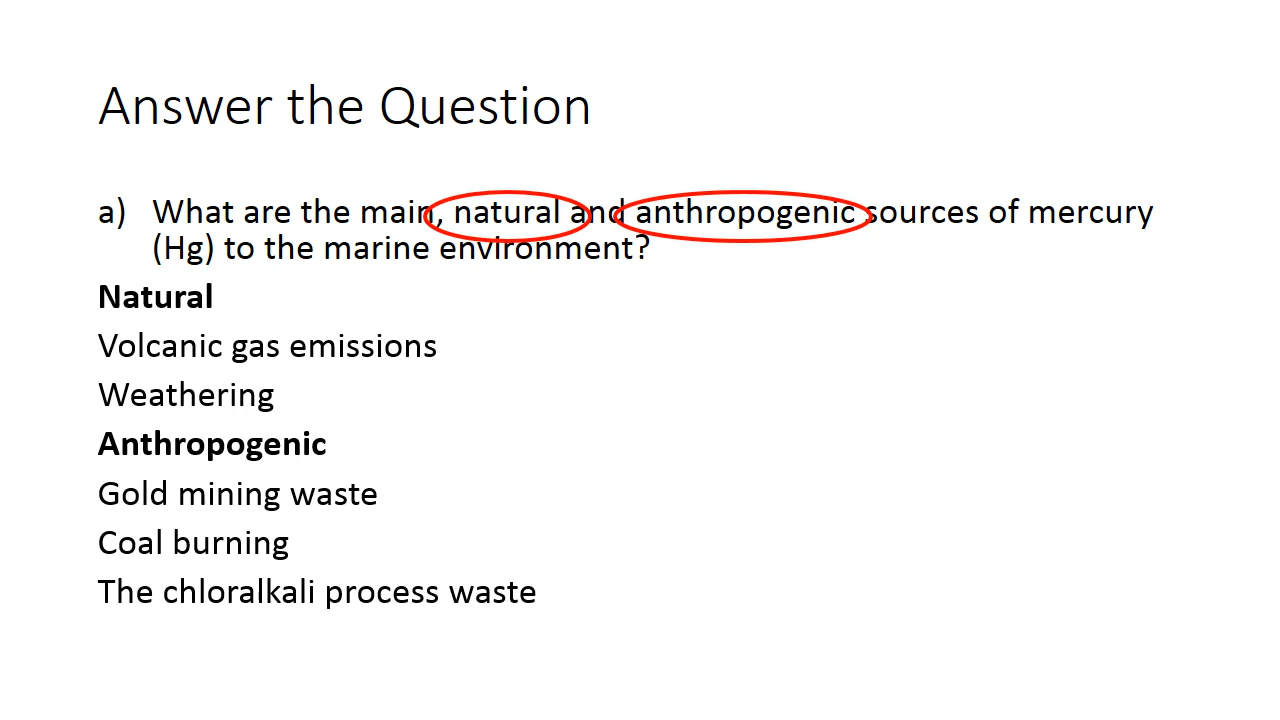 Answer the Question
a) What are the main, natural and anthropogenic sources of mercury
(Hg) to the marine environment?
Natural
Volcanic gas emissions
Weathering
Anthropogenic
Gold mining waste
Coal burning
The chloralkali process waste